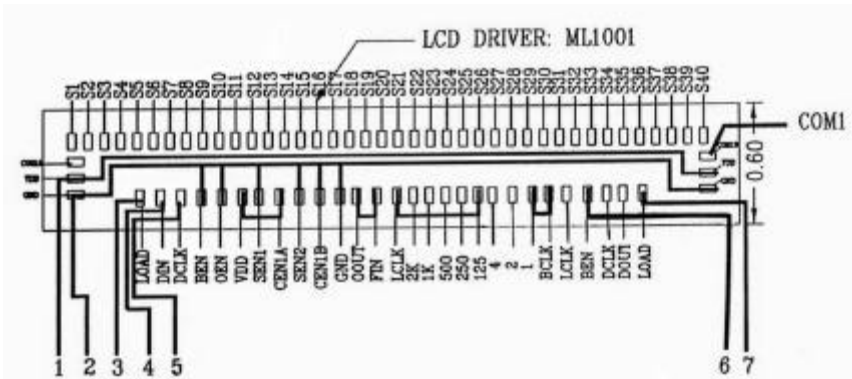 LCD DRIVER: ML1001
S1 S2 S3 S4 S5 S6 S7 S8 S9 S10 S11 S12 S13 S14 S15 S16 S17 S18 S19 S20 S21 S22 S23 S24 S25 S26 S27 S28 S29 S30 S32 S33 S34 S35 S36 S37 S38 S39 S40
COM1
0.60
LOAD DIN DCLK BEN OEN VDD SEN1 CEN1A SEN2 CEN1B GND OOUT FIN LCLK 2K 1K 500 250 125 4 2 1 BCLK LCLK BEN DCLK DOUT LOAD
1 2 3 4 5 6 7